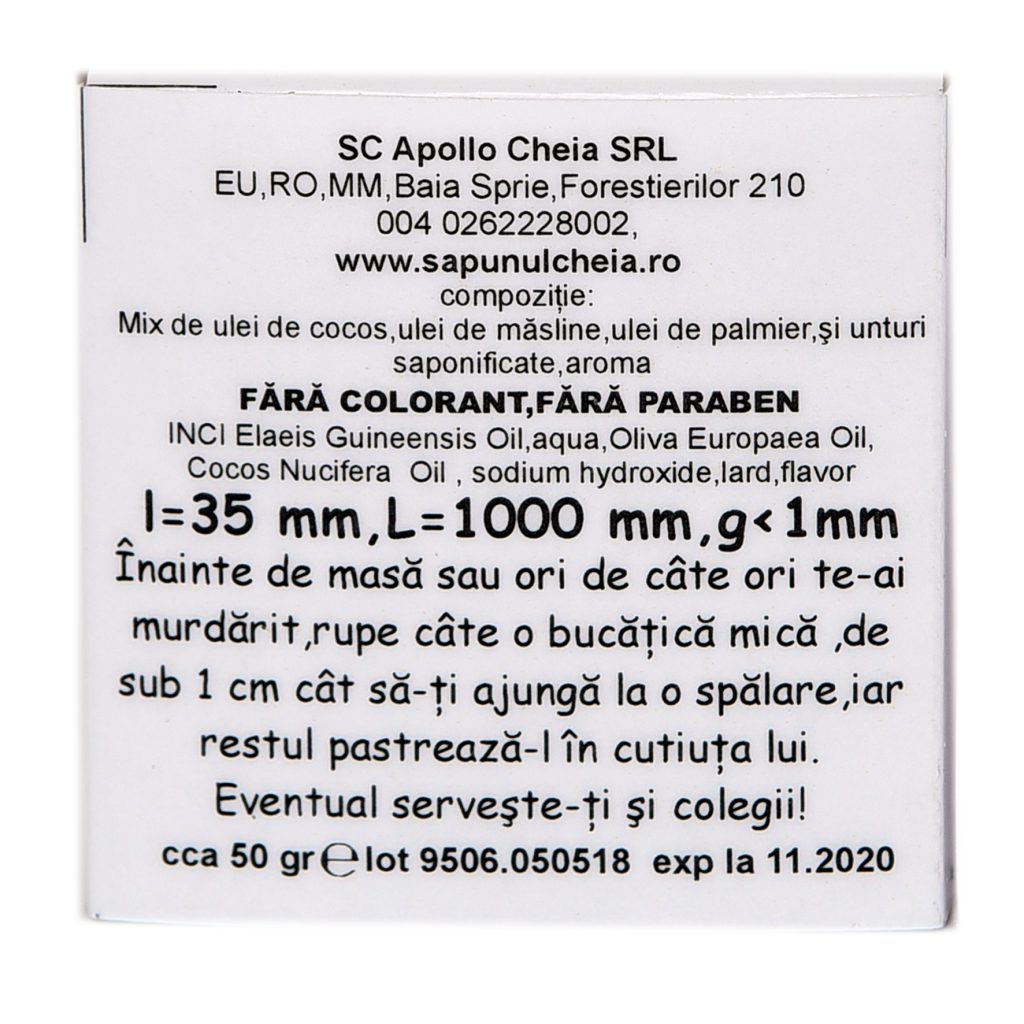 SC Apollo Cheia SRL
EU,RO,MM,Baia Sprie,Forestierilor 210
004 0262228002,
www.sapunulcheia.ro
compoziție:
Mix de ulei de cocos,ulei de măsline,ulei de palmier,şi unturi
saponificate,aroma
FĂRĂ COLORANT,FĂRĂ PARABEN
INCI Elaeis Guineensis Oil,aqua,Oliva Europaea Oil,
Cocos Nucifera  Oil , sodium hydroxide,lard,flavor
l=35 mm,L=1000 mm,g<1mm
Înainte de masă sau ori de câte ori te-ai
murdărit,rupe câte o bucățică mică ,de
sub 1 cm cât să-ți ajungă la o spălare,iar
restul pastrează-l în cutiuța lui.
Eventual serveşte-ți şi colegii!
cca 50 gr ℮ lot 9506.050518  exp la 11.2020